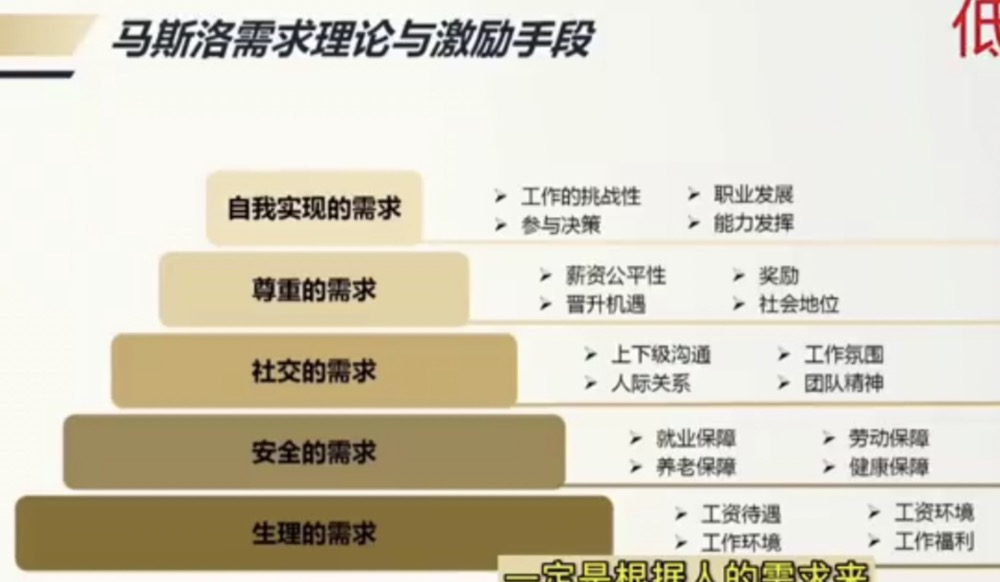 马斯洛需求理论与激励手段
低
自我实现的需求
工作的挑战性
职业发展
参与决策
能力发挥
尊重的需求
薪资公平性
奖励
晋升机遇
社会地位
社交的需求
上下级沟通
工作氛围
人际关系
团队精神
安全的需求
就业保障
劳动保障
养老保障
健康保障
生理的需求
工资待遇
工资环境
工作环境
工作福利
一定是根据人的需求来